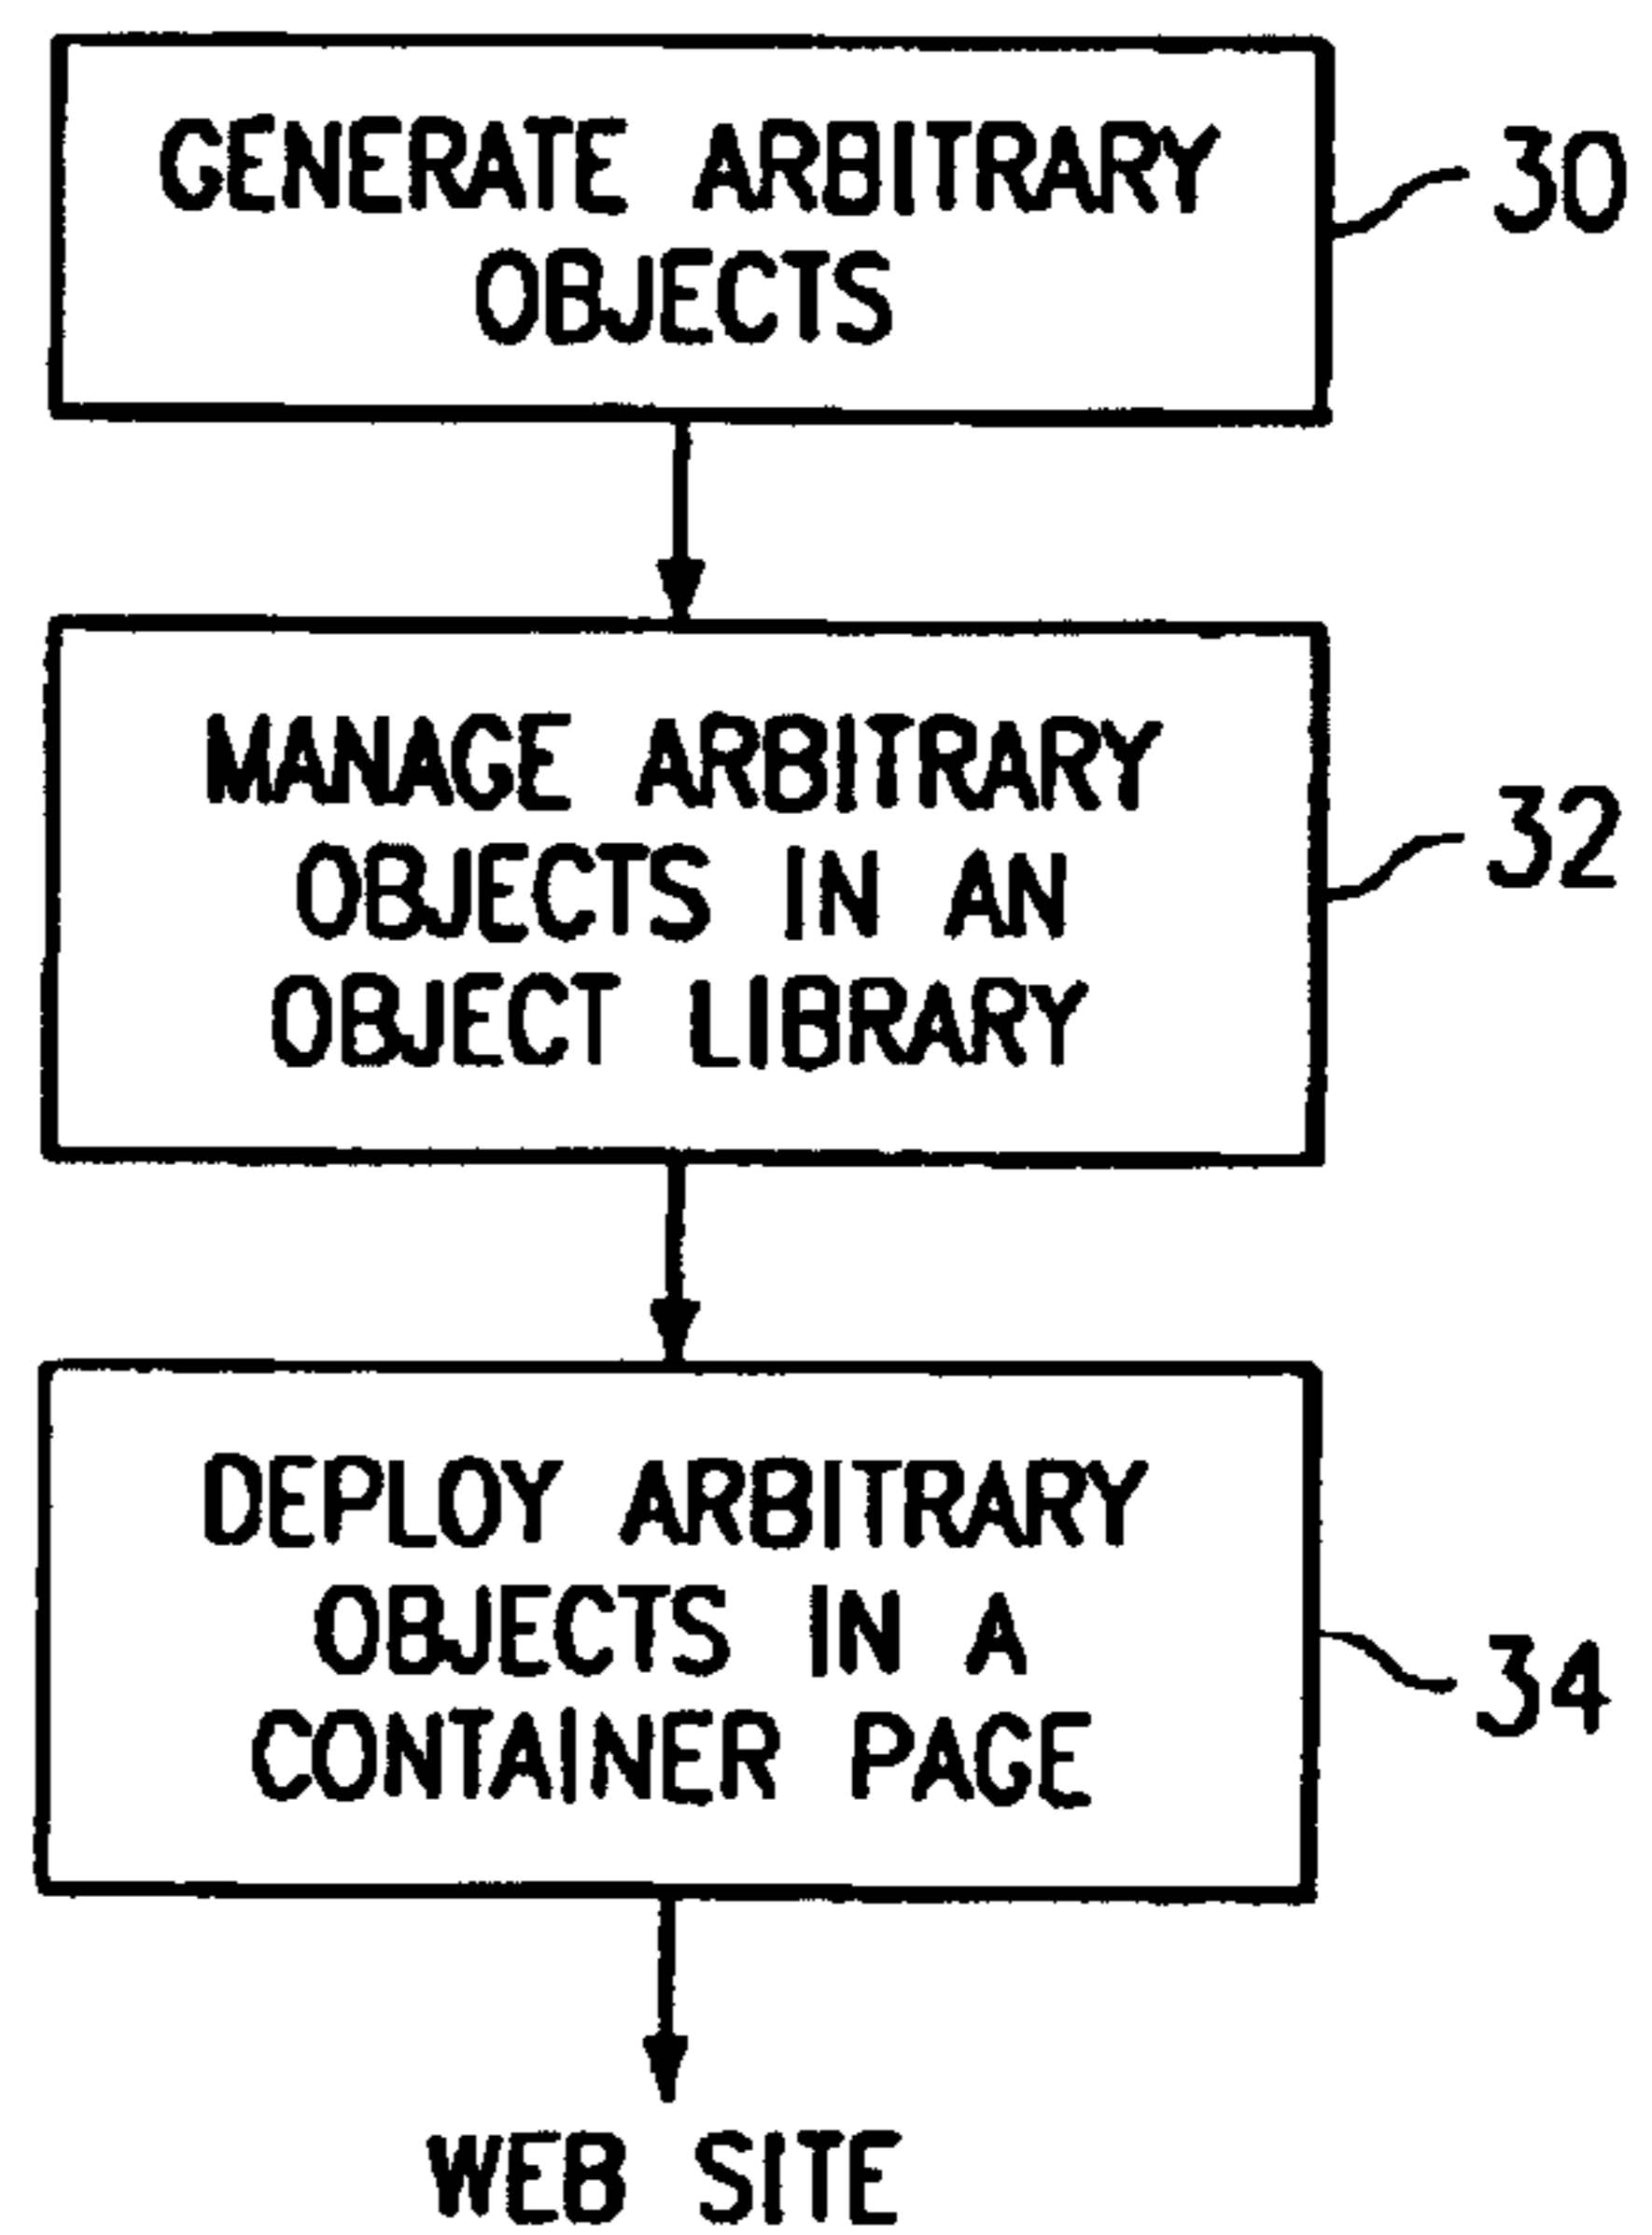 GENERATE ARBITRARY
OBJECTS
30
MANAGE ARBITRARY
OBJECTS IN AN
OBJECT LIBRARY
32
DEPLOY ARBITRARY
OBJECTS IN A
CONTAINER PAGE
34
WEB SITE